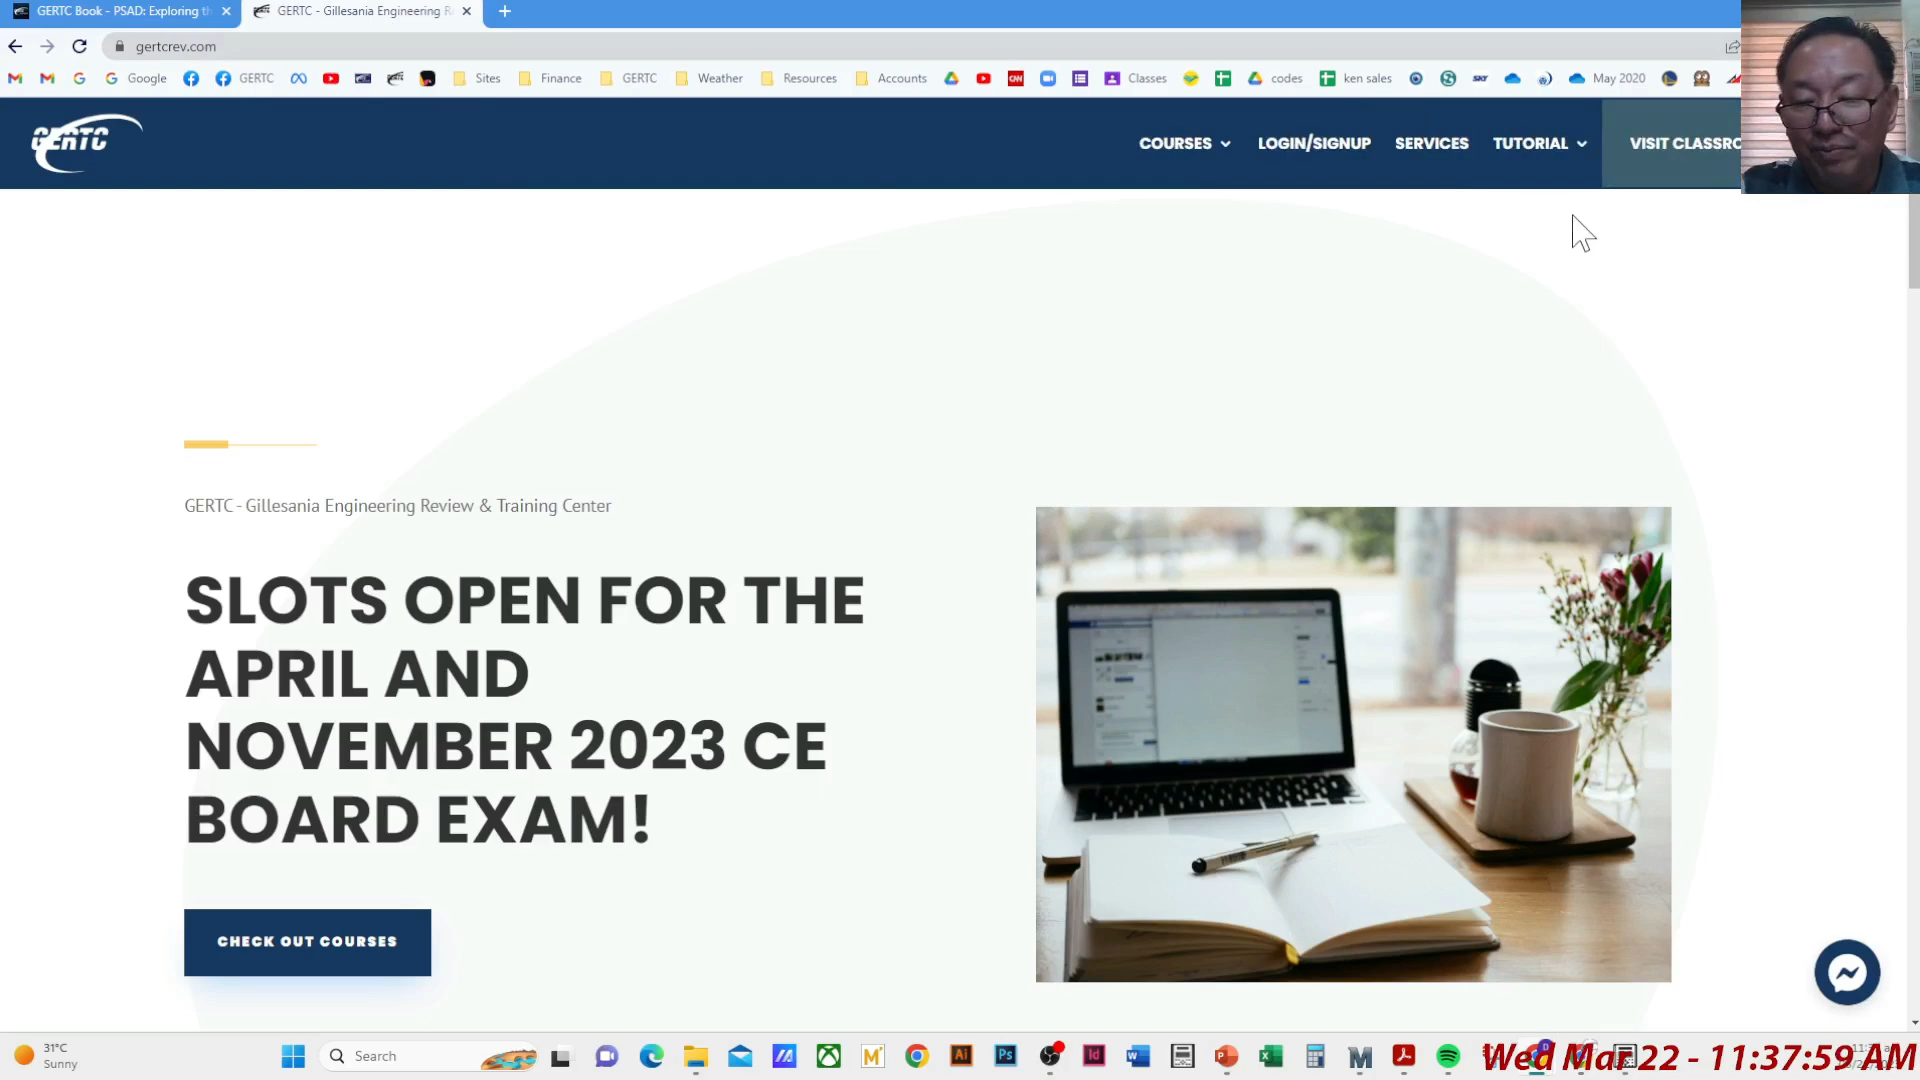 GERTC Book - PSAD: Exploring th
GERTC - Gillesania Engineering R
gertcrev.com
Google
GERTC
Sites
Finance
GERTC
Weather
Resources
Accounts
Classes
codes
ken sales
May 2020
GERTC
COURSES
LOGIN/SIGNUP
SERVICES
TUTORIAL
VISIT CLASSRO
GERTC - Gillesania Engineering Review & Training Center
SLOTS OPEN FOR THE
APRIL AND
NOVEMBER 2023 CE
BOARD EXAM!
CHECK OUT COURSES
31°C
Sunny
Search
Wed Mar 22 - 11:37:59 AM